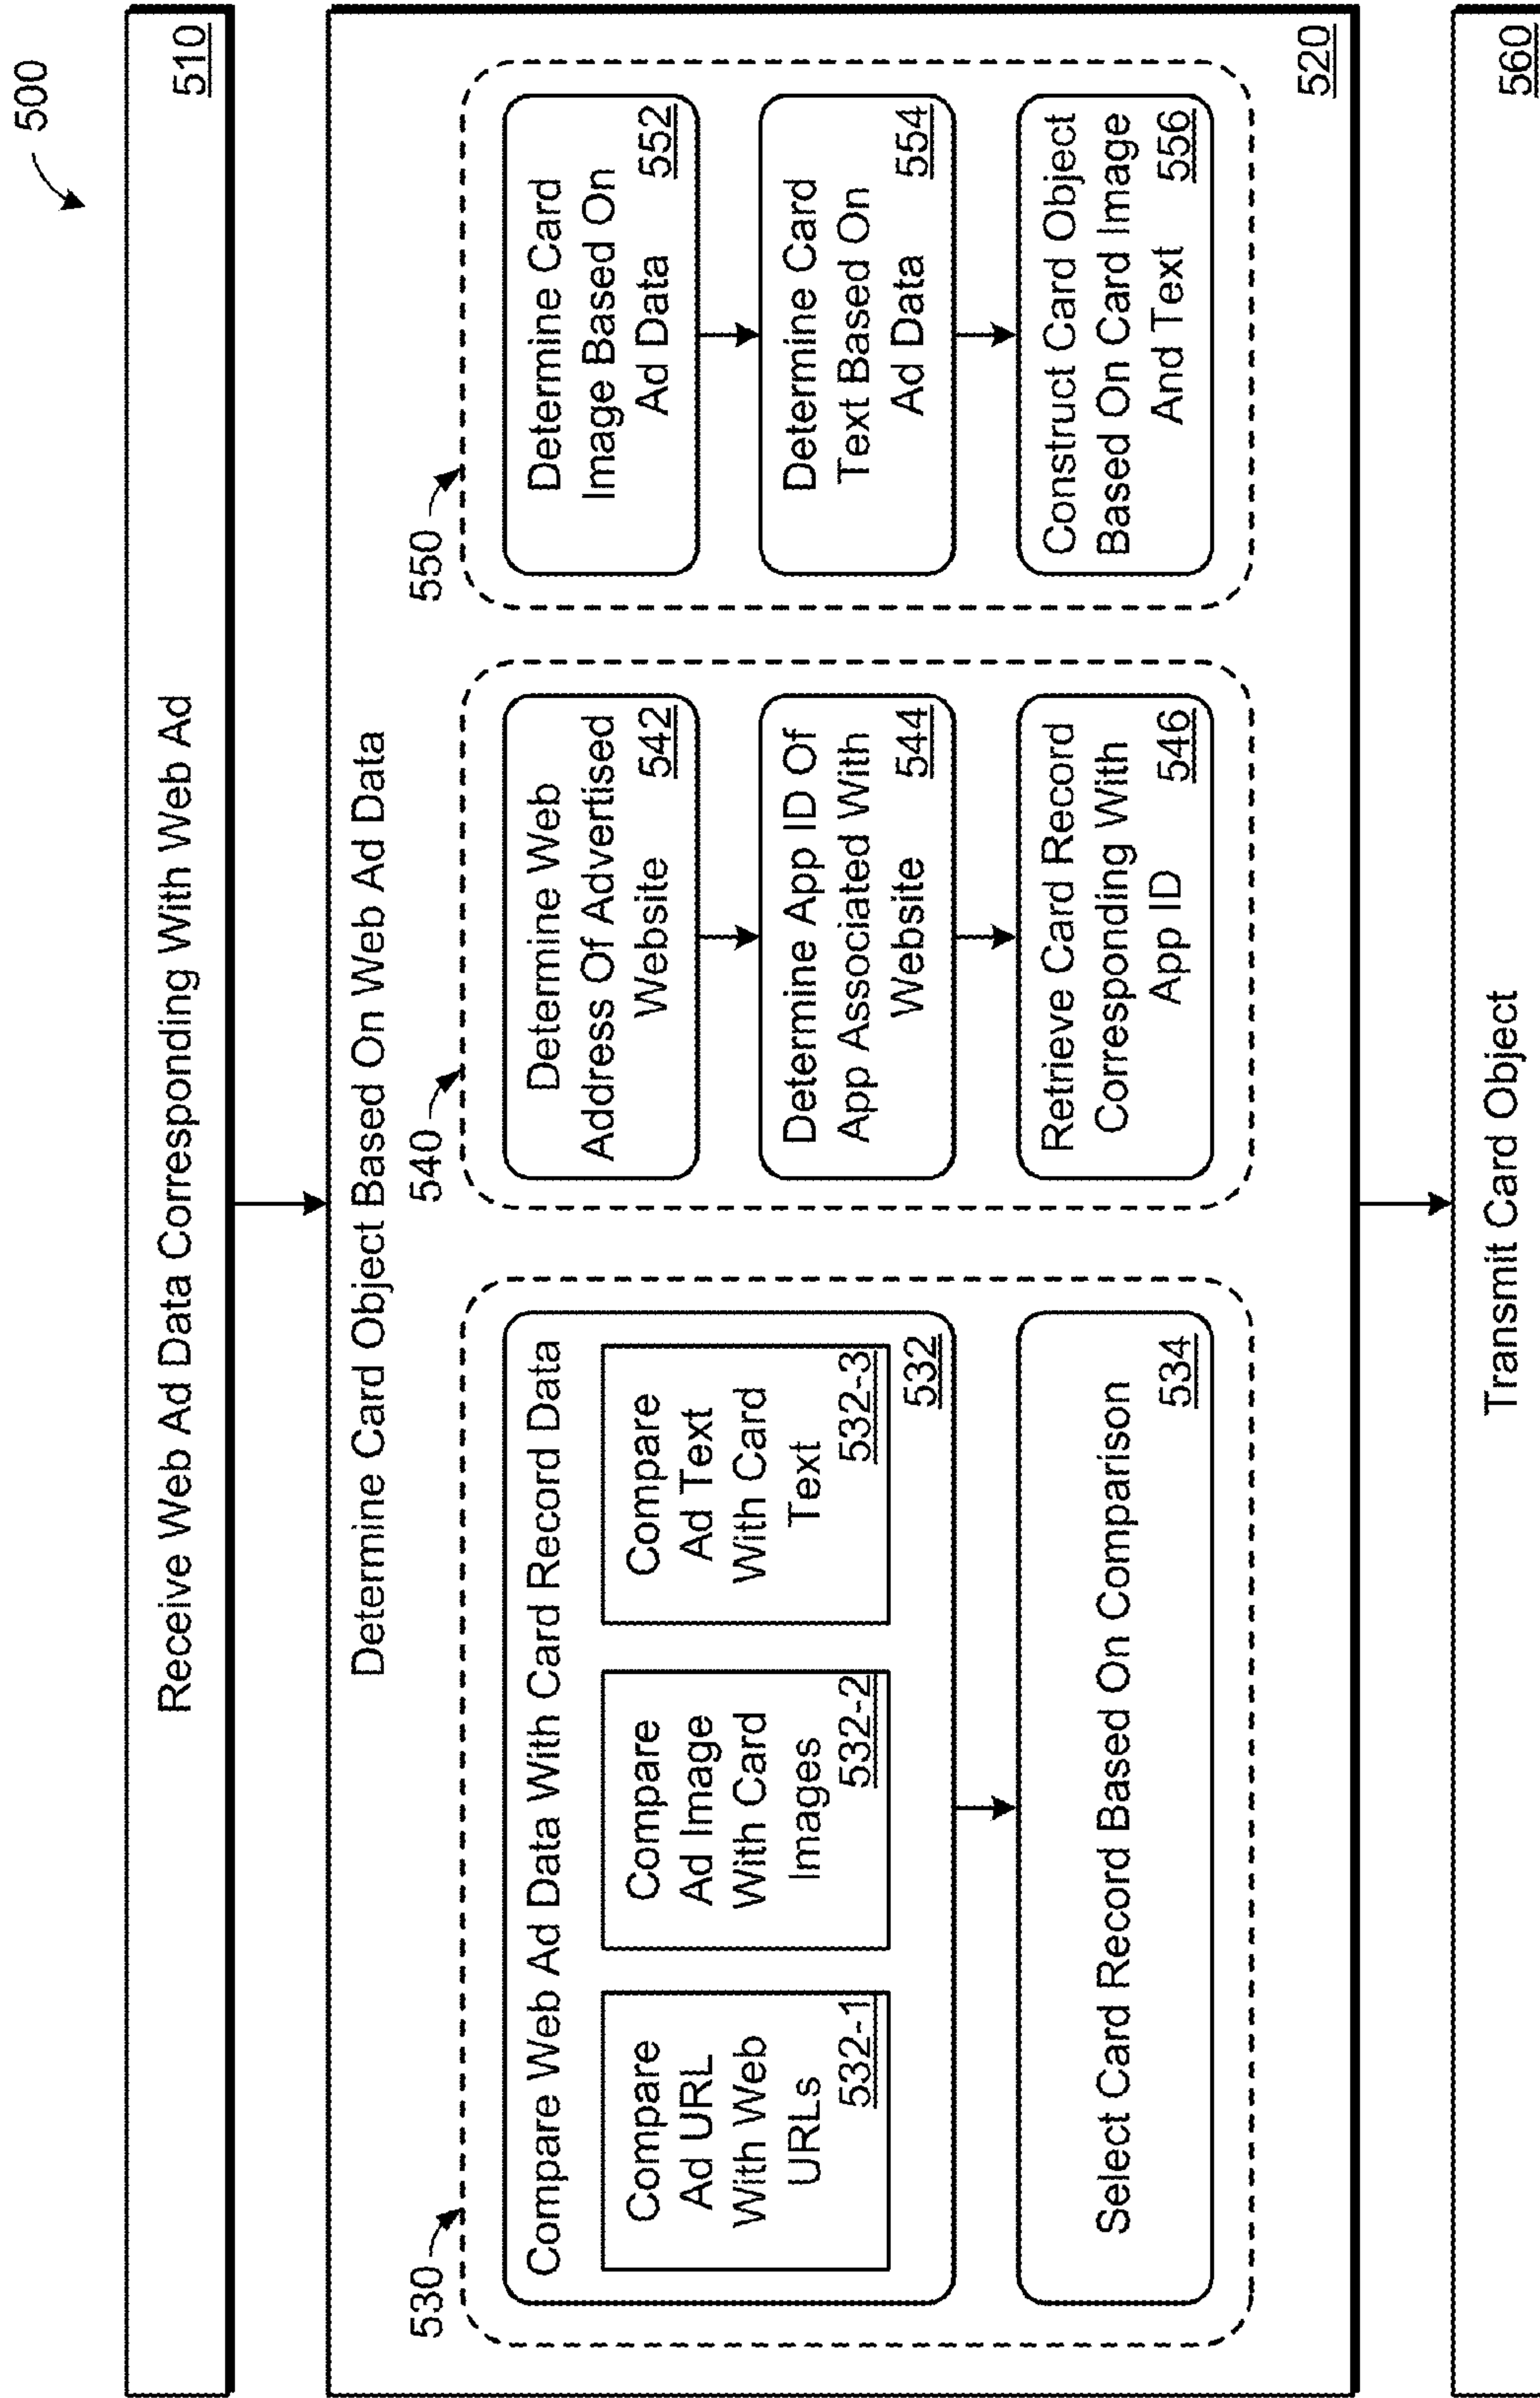 500
Receive Web Ad Data Corresponding With Web Ad
510
Determine Card Object Based On Web Ad Data
530
Compare Web Ad Data With Card Record Data
Compare
Ad URL
With Web
URLs
532-1
Compare
Ad Image
With Card
Images
532-2
Compare
Ad Text
With Card
Text
532-3
532
Select Card Record Based On Comparison
534
540
Determine Web
Address Of Advertised
Website
542
Determine App ID Of
App Associated With
Website
544
Retrieve Card Record
Corresponding With
App ID
546
550
Determine Card
Image Based On
Ad Data
552
Determine Card
Text Based On
Ad Data
554
Construct Card Object
Based On Card Image
And Text
556
520
Transmit Card Object
560